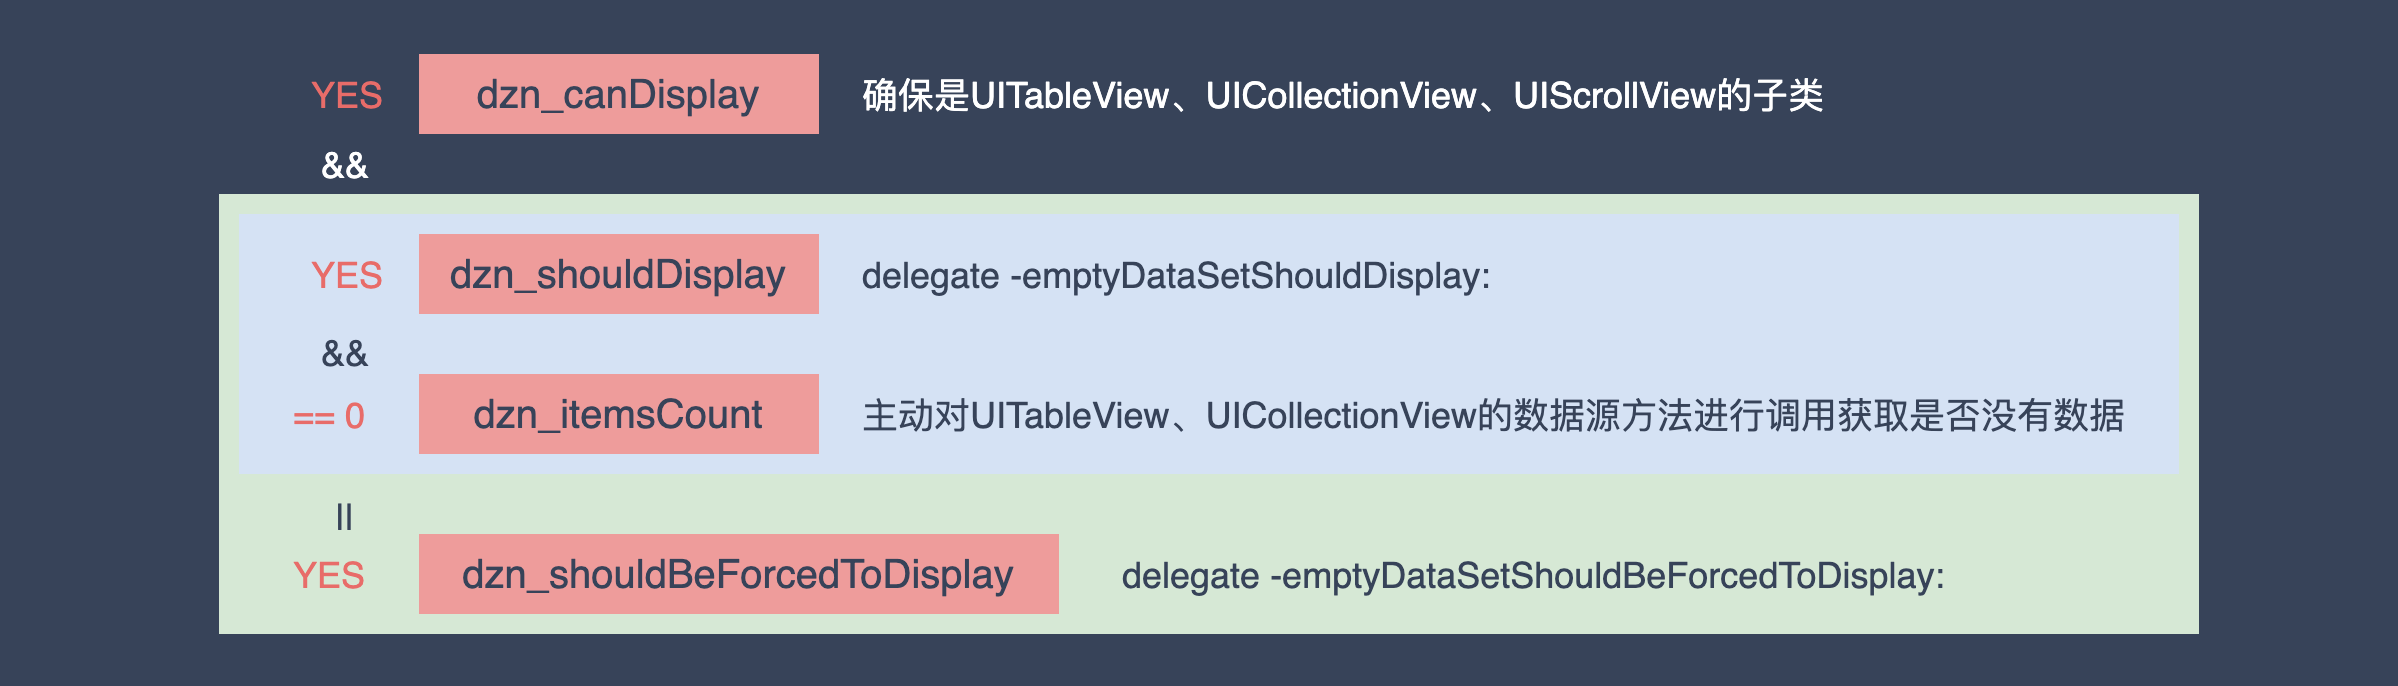 YES dzn_canDisplay 确保是UITableView、UICollectionView、UIScrollView的子类
&&
YES dzn_shouldDisplay delegate -emptyDataSetShouldDisplay:
&&
== 0 dzn_itemsCount 主动对UITableView、UICollectionView的数据源方法进行调用获取是否没有数据
||
YES dzn_shouldBeForcedToDisplay delegate -emptyDataSetShouldBeForcedToDisplay: